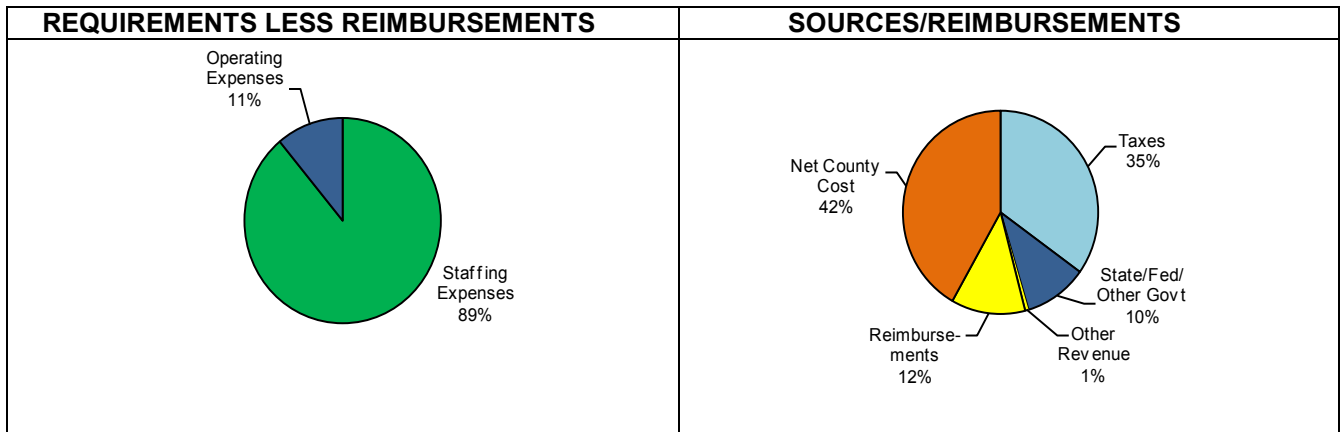 REQUIREMENTS LESS REIMBURSEMENTS
SOURCES/REIMBURSEMENTS
Operating
Expenses
11%
Staffing
Expenses
89%
Taxes
35%
Net County
Cost
42%
State/Fed/
Other Govt
10%
Other
Revenue
1%
Reimburse-
ments
12%